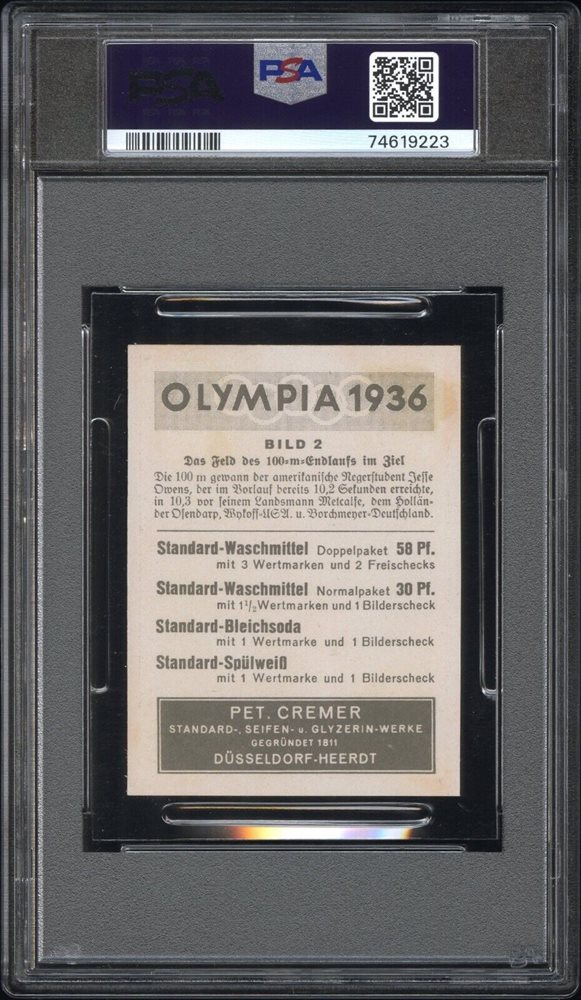 PSA
PSA
74619223
OLYMPIA 1936
BILD 2
Das Feld des 100=m=Endlaufs im Ziel
Die 100 m gewann der amerikanische Negerstudent Jesse
Owens, der im Vorlauf bereits 10,2 Sekunden erreichte,
in 10,3 vor seinem Landsmann Metcalfe, dem Hollän-
der Osendarp, Wykoff-USA. u. Borchmeyer-Deutschland.
Standard-Waschmittel Doppelpaket 58 Pf.
mit 3 Wertmarken und 2 Freischecks
Standard-Waschmittel Normalpaket 30 Pf.
mit 1 1/2 Wertmarken und 1 Bilderscheck
Standard-Bleichsoda
mit 1 Wertmarke und 1 Bilderscheck
Standard-Spülweiß
mit 1 Wertmarke und 1 Bilderscheck
PET. CREMER
STANDARD-, SEIFEN- u. GLYZERIN-WERKE
GEGRÜNDET 1811
DÜSSELDORF-HEERDT